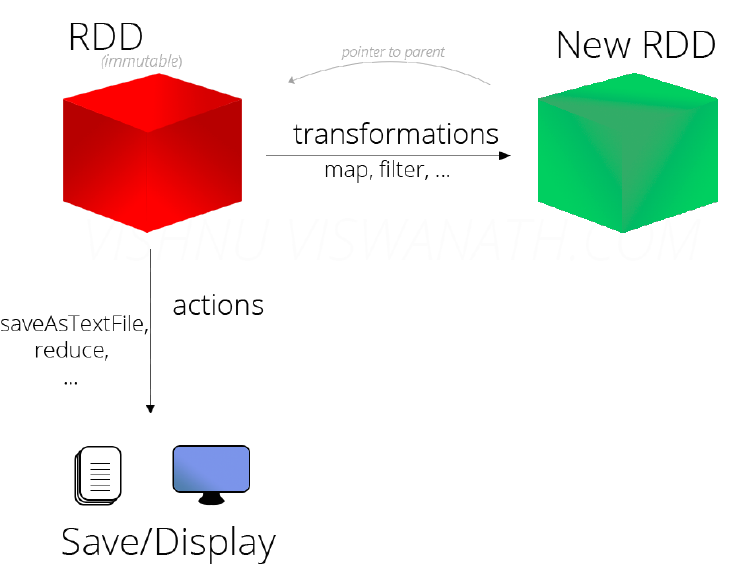 RDD
(immutable)
pointer to parent
New RDD
transformations
map, filter, ...
VISHNU VISWANATH.COM
actions
saveAsTextFile,
reduce,
...
Save/Display